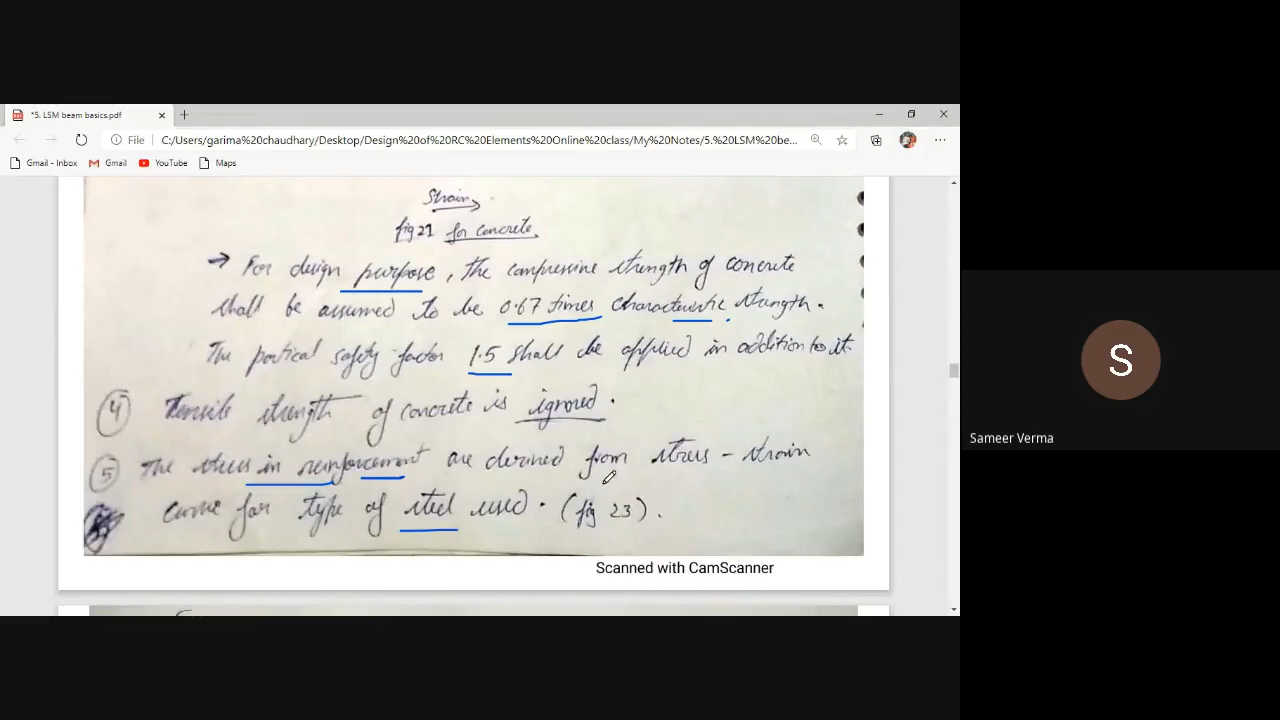 *5. LSM beam basics.pdf
File
C:/Users/garima%20chaudhary/Desktop/Design%20of%20RC%20Elements%20Online%20class/My%20Notes/5.%20LSM%20be...
Gmail - Inbox
Gmail
YouTube
Maps
Strain
fig 21 for concrete
→ For design purpose, the compressive strength of concrete
shall be assumed to be 0.67 times characteristic strength.
The partical safety factor 1.5 shall be applied in addition to it.
④ Tensile strength of concrete is ignored.
⑤ The stress in reinforcement are derived from stress - strain
curve for type of steel used. (fig 23).
Scanned with CamScanner
S
Sameer Verma